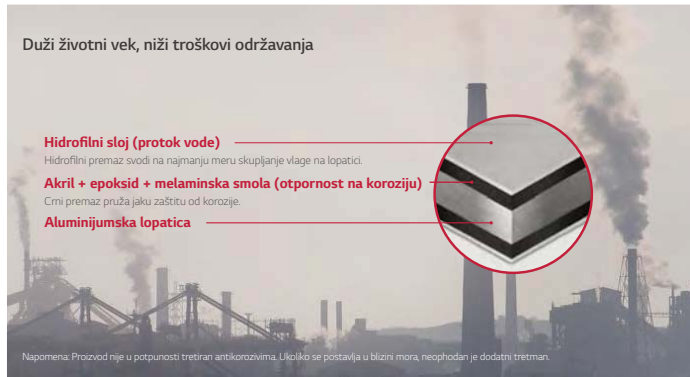 Duži životni vek, niži troškovi održavanja
Hidrofilni sloj (protok vode)
Hidrofilni premaz svodi na najmanju meru skupljanje vlage na lopatici.
Akril + epoksid + melaminska smola (otpornost na koroziju)
Crni premaz pruža jaku zaštitu od korozije.
Aluminijumska lopatica
Napomena: Proizvod nije u potpunosti tretiran antikorozivima. Ukoliko se postavlja u blizini mora, neophodan je dodatni tretman.